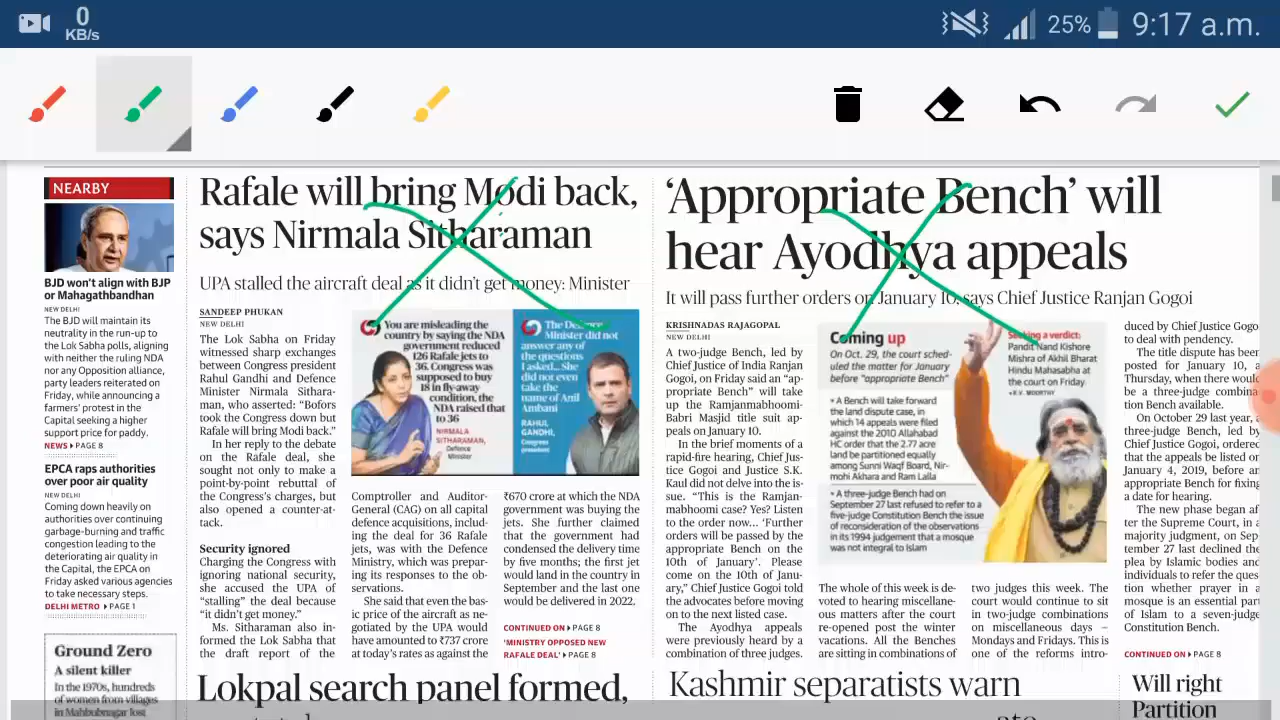 0
KB/s
25%
9:17 a.m.
NEARBY
BJD won't align with BJP
or Mahagathbandhan
NEW DELHI
The BJD will maintain its
neutrality in the run-up to
the Lok Sabha polls, aligning
with neither the ruling NDA
nor any Opposition alliance,
party leaders reiterated on
Friday, while announcing a
farmers' protest in the
Capital seeking a higher
support price for paddy.
NEWS ▸ PAGE 8
EPCA raps authorities
over poor air quality
NEW DELHI
Coming down heavily on
authorities over continuing
garbage-burning and traffic
congestion leading to the
deteriorating air quality in
the Capital, the EPCA on
Friday asked various agencies
to take necessary steps.
DELHI METRO ▸ PAGE 1
Ground Zero
A silent killer
In the 1970s, hundreds
of women from villages
in Mahbubnagar lost
Rafale will bring Modi back,
says Nirmala Sitharaman
UPA stalled the aircraft deal as it didn't get money: Minister
SANDEEP PHUKAN
NEW DELHI
The Lok Sabha on Friday
witnessed sharp exchanges
between Congress president
Rahul Gandhi and Defence
Minister Nirmala Sithara-
man, who asserted: "Bofors
took the Congress down but
Rafale will bring Modi back."
In her reply to the debate
on the Rafale deal, she
sought not only to make a
point-by-point rebuttal of
the Congress's charges, but
also opened a counter-at-
tack.
Security ignored
Charging the Congress with
ignoring national security,
she accused the UPA of
"stalling" the deal because
"it didn't get money".
Ms. Sitharaman also in-
formed the Lok Sabha that
the draft report of the
You are misleading the
country by saying the NDA
government reduced
126 Rafale jets to
36. Congress was
supposed to buy
18 in fly-away
condition, the
NDA raised that
to 36
NIRMALA
SITHARAMAN,
Defence
Minister
The Defence
Minister did not
answer any of
the questions
I asked... She
did not even
take the
name of
Anil
Ambani
RAHUL
GANDHI,
Congress
president
Comptroller and Auditor-
General (CAG) on all capital
defence acquisitions, includ-
ing the deal for 36 Rafale
jets, was with the Defence
Ministry, which was prepar-
ing its responses to the ob-
servations.
She said that even the bas-
ic price of the aircraft as ne-
gotiated by the UPA would
have amounted to ₹737 crore
at today's rates as against the
₹670 crore at which the NDA
government was buying the
jets. She further claimed
that the government had
condensed the delivery time
by five months; the first jet
would land in the country in
September and the last one
would be delivered in 2022.
CONTINUED ON ▸ PAGE 8
'MINISTRY OPPOSED NEW
RAFALE DEAL' ▸ PAGE 8
'Appropriate Bench' will
hear Ayodhya appeals
It will pass further orders on January 10, says Chief Justice Ranjan Gogoi
KRISHNADAS RAJAGOPAL
NEW DELHI
A two-judge Bench, led by
Chief Justice of India Ranjan
Gogoi, on Friday said an "ap-
propriate Bench" will take
up the Ramjanmabhoomi-
Babri Masjid title suit ap-
peals on January 10.
In the brief moments of a
rapid-fire hearing, Chief Jus-
tice Gogoi and Justice S.K.
Kaul did not delve into the is-
sue. "This is the Ramjan-
mabhoomi case? Yes? Listen
to the order now... 'Further
orders will be passed by the
appropriate Bench on the
10th of January'. Please
come on the 10th of Janu-
ary," Chief Justice Gogoi told
the advocates before moving
on to the next listed case.
The Ayodhya appeals
were previously heard by a
combination of three judges.
Coming up
On Oct. 29, the court sched-
uled the matter for January
before "appropriate Bench"
• A Bench will take forward
the land dispute case, in
which 14 appeals were filed
against the 2010 Allahabad
HC order that the 2.77 acre
land be partitioned equally
among Sunni Waqf Board, Nir-
mohi Akhara and Ram Lalla
• A three-judge Bench had on
September 27 last refused to refer to a
five-judge Constitution Bench the issue
of reconsideration of the observations
in its 1994 judgement that a mosque
was not integral to Islam
Seeking a verdict:
Pandit Nand Kishore
Mishra of Akhil Bharat
Hindu Mahasabha at
the court on Friday.
The whole of this week is de-
voted to hearing miscellane-
ous matters after the court
re-opened post the winter
vacations. All the Benches
are sitting in combinations of
two judges this week. The
court would continue to sit
in two-judge combinations
on miscellaneous days –
Mondays and Fridays. This is
one of the reforms intro-
duced by Chief Justice Gogo
to deal with pendency.
The title dispute has been
posted for January 10, a
Thursday, when there would
be a three-judge combina
tion Bench available.
On October 29 last year, a
three-judge Bench, led by
Chief Justice Gogoi, ordered
that the appeals be listed on
January 4, 2019, before an
appropriate Bench for fixing
a date for hearing.
The new phase began af
ter the Supreme Court, in a
majority judgment, on Sep-
tember 27 last declined the
plea by Islamic bodies and
individuals to refer the ques
tion whether prayer in a
mosque is an essential part
of Islam to a seven-judge
Constitution Bench.
CONTINUED ON ▸ PAGE 8
Lokpal search panel formed,
Kashmir separatists warn
Will right
Partition